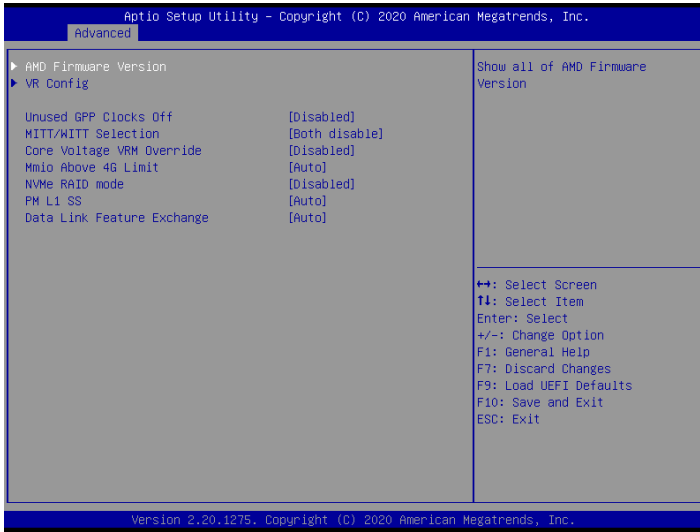 Aptio Setup Utility – Copyright (C) 2020 American Megatrends, Inc.
Advanced
▶ AMD Firmware Version
▶ VR Config
Unused GPP Clocks Off [Disabled]
MITT/WITT Selection [Both disable]
Core Voltage VRM Override [Disabled]
Mmio Above 4G Limit [Auto]
NVMe RAID mode [Disabled]
PM L1 SS [Auto]
Data Link Feature Exchange [Auto]
Show all of AMD Firmware
Version
↔: Select Screen
↑↓: Select Item
Enter: Select
+/-: Change Option
F1: General Help
F7: Discard Changes
F9: Load UEFI Defaults
F10: Save and Exit
ESC: Exit
Version 2.20.1275. Copyright (C) 2020 American Megatrends, Inc.